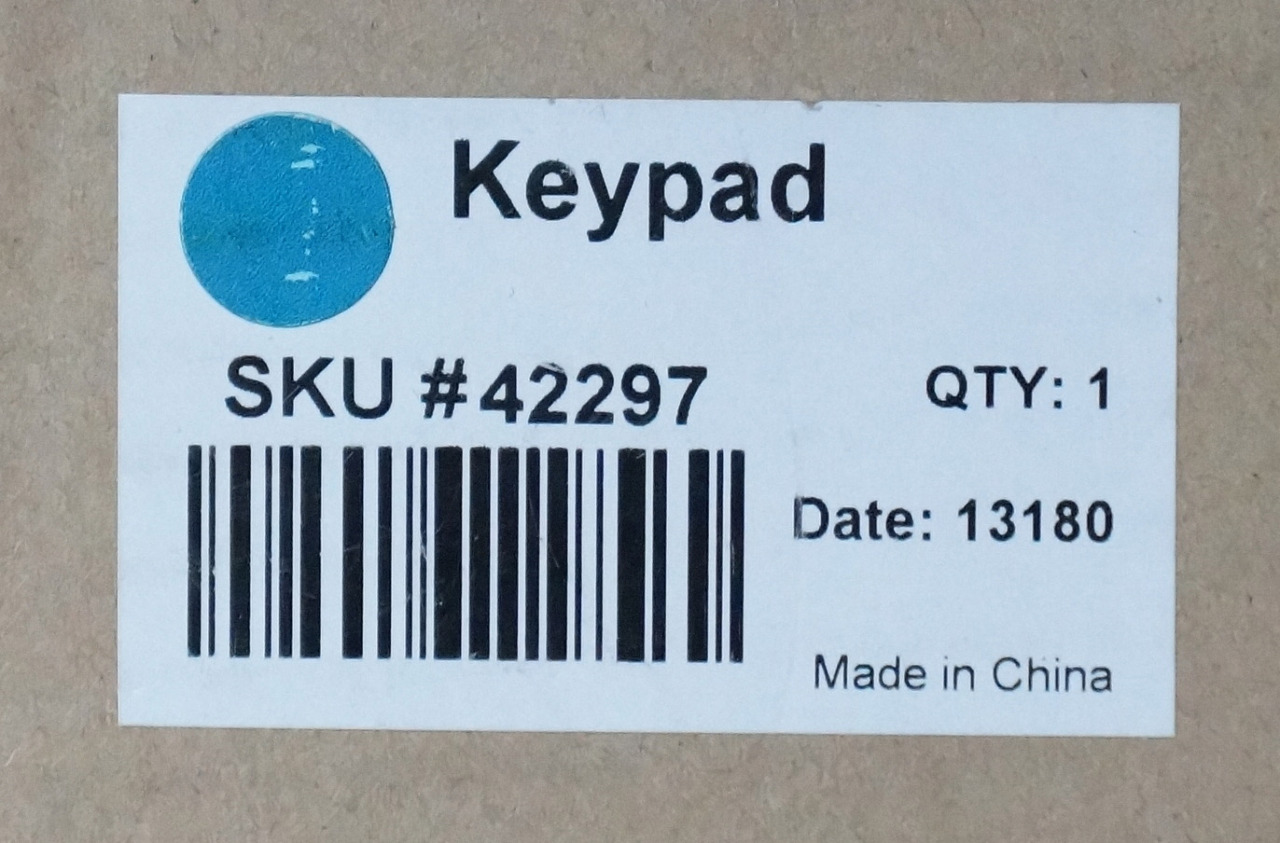 Keypad
SKU #42297
QTY: 1
Date: 13180
Made in China